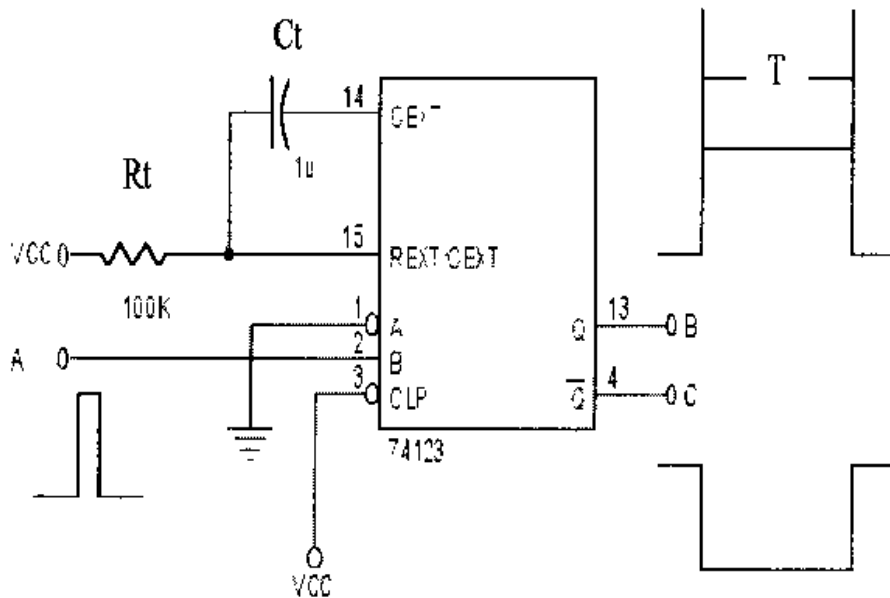 Ct
T
14
CEXT
1u
Rt
VCC
15
REXT/CEXT
100K
1
A
13
Q
B
A
2
B
3
CLR
4
Q
C
74123
VCC